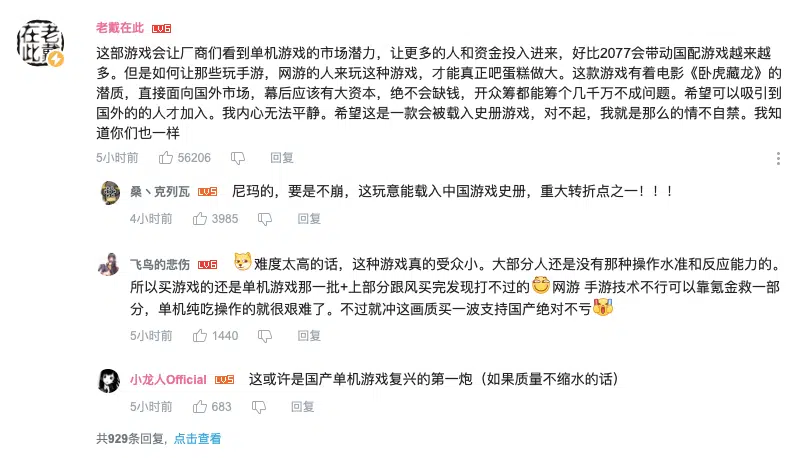 老戴在此 LV6
老戴在此
这部游戏会让厂商们看到单机游戏的市场潜力，让更多的人和资金投入进来，好比2077会带动国配游戏越来越
多。但是如何让那些玩手游，网游的人来玩这种游戏，才能真正吧蛋糕做大。这款游戏有着电影《卧虎藏龙》的
潜质，直接面向国外市场，幕后应该有大资本，绝不会缺钱，开众筹都能筹个几千万不成问题。希望可以吸引到
国外的的人才加入。我内心无法平静。希望这是一款会被载入史册游戏，对不起，我就是那么的情不自禁。我知
道你们也一样
5小时前 56206 回复
桑丶克列瓦 LV5 尼玛的，要是不崩，这玩意能载入中国游戏史册，重大转折点之一！！！
4小时前 3985 回复
飞鸟的悲伤 LV6 难度太高的话，这种游戏真的受众小。大部分人还是没有那种操作水准和反应能力的。
所以买游戏的还是单机游戏那一批+上部分跟风买完发现打不过的 网游 手游技术不行可以靠氪金救一部
分，单机纯吃操作的就很艰难了。不过就冲这画质买一波支持国产绝对不亏
5小时前 1440 回复
小龙人Official LV5 这或许是国产单机游戏复兴的第一炮（如果质量不缩水的话）
5小时前 683 回复
共929条回复, 点击查看